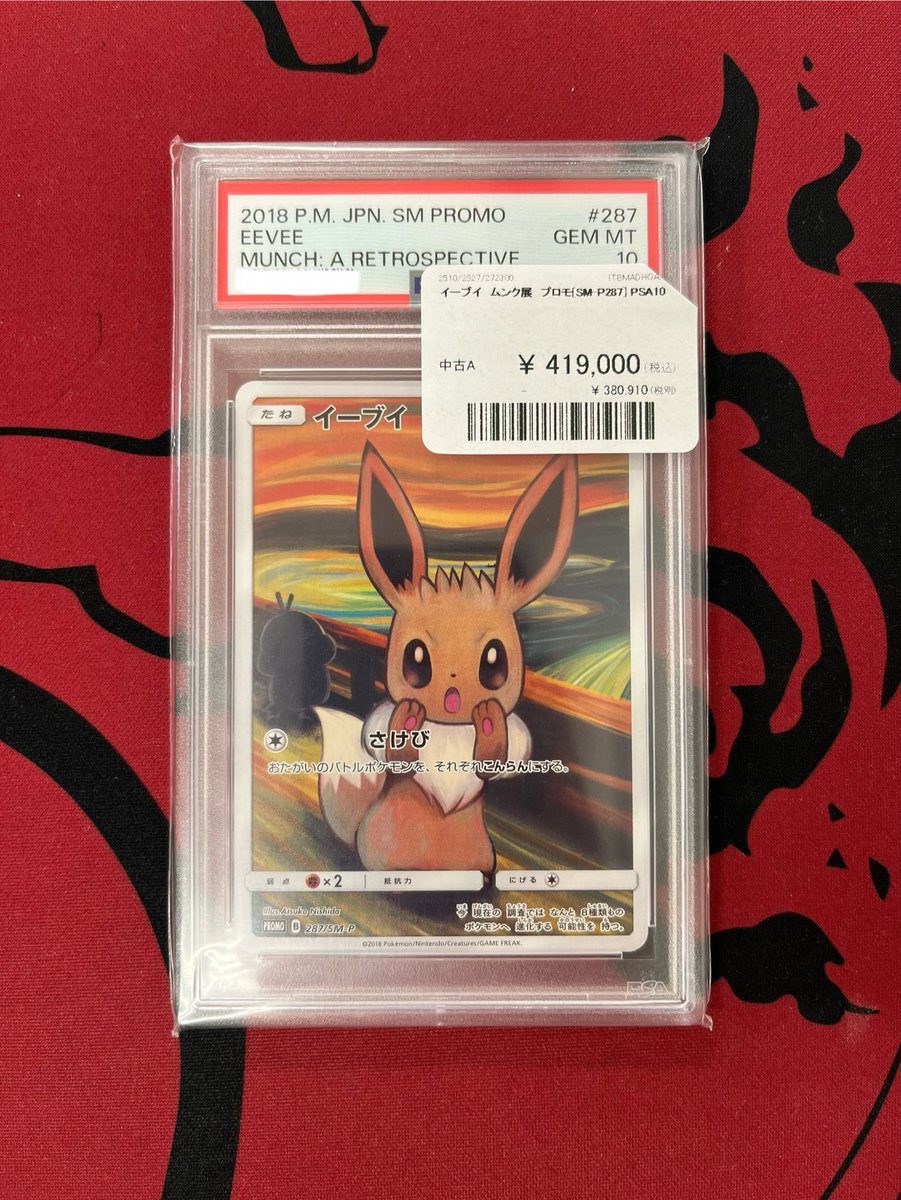 2018 P.M. JPN. SM PROMO #287
EEVEE GEM MT
MUNCH: A RETROSPECTIVE 10
2510/2527/272300 ITBMADHOA
イーブイ ムンク展 プロモ[SM-P287] PSA10
中古A ¥ 419,000(税込)
¥ 380,910(税別)
たね イーブイ
さけび
おたがいのバトルポケモンを、それぞれこんらんにする。
弱点 ×2 抵抗力 にげる
Illus. Atsuko Nishida
PROMO B 287/SM-P
今 現在の 調査では なんと 8種類もの
ポケモンへ 進化する 可能性を 持つ。
©2018 Pokémon/Nintendo/Creatures/GAME FREAK.
PSA